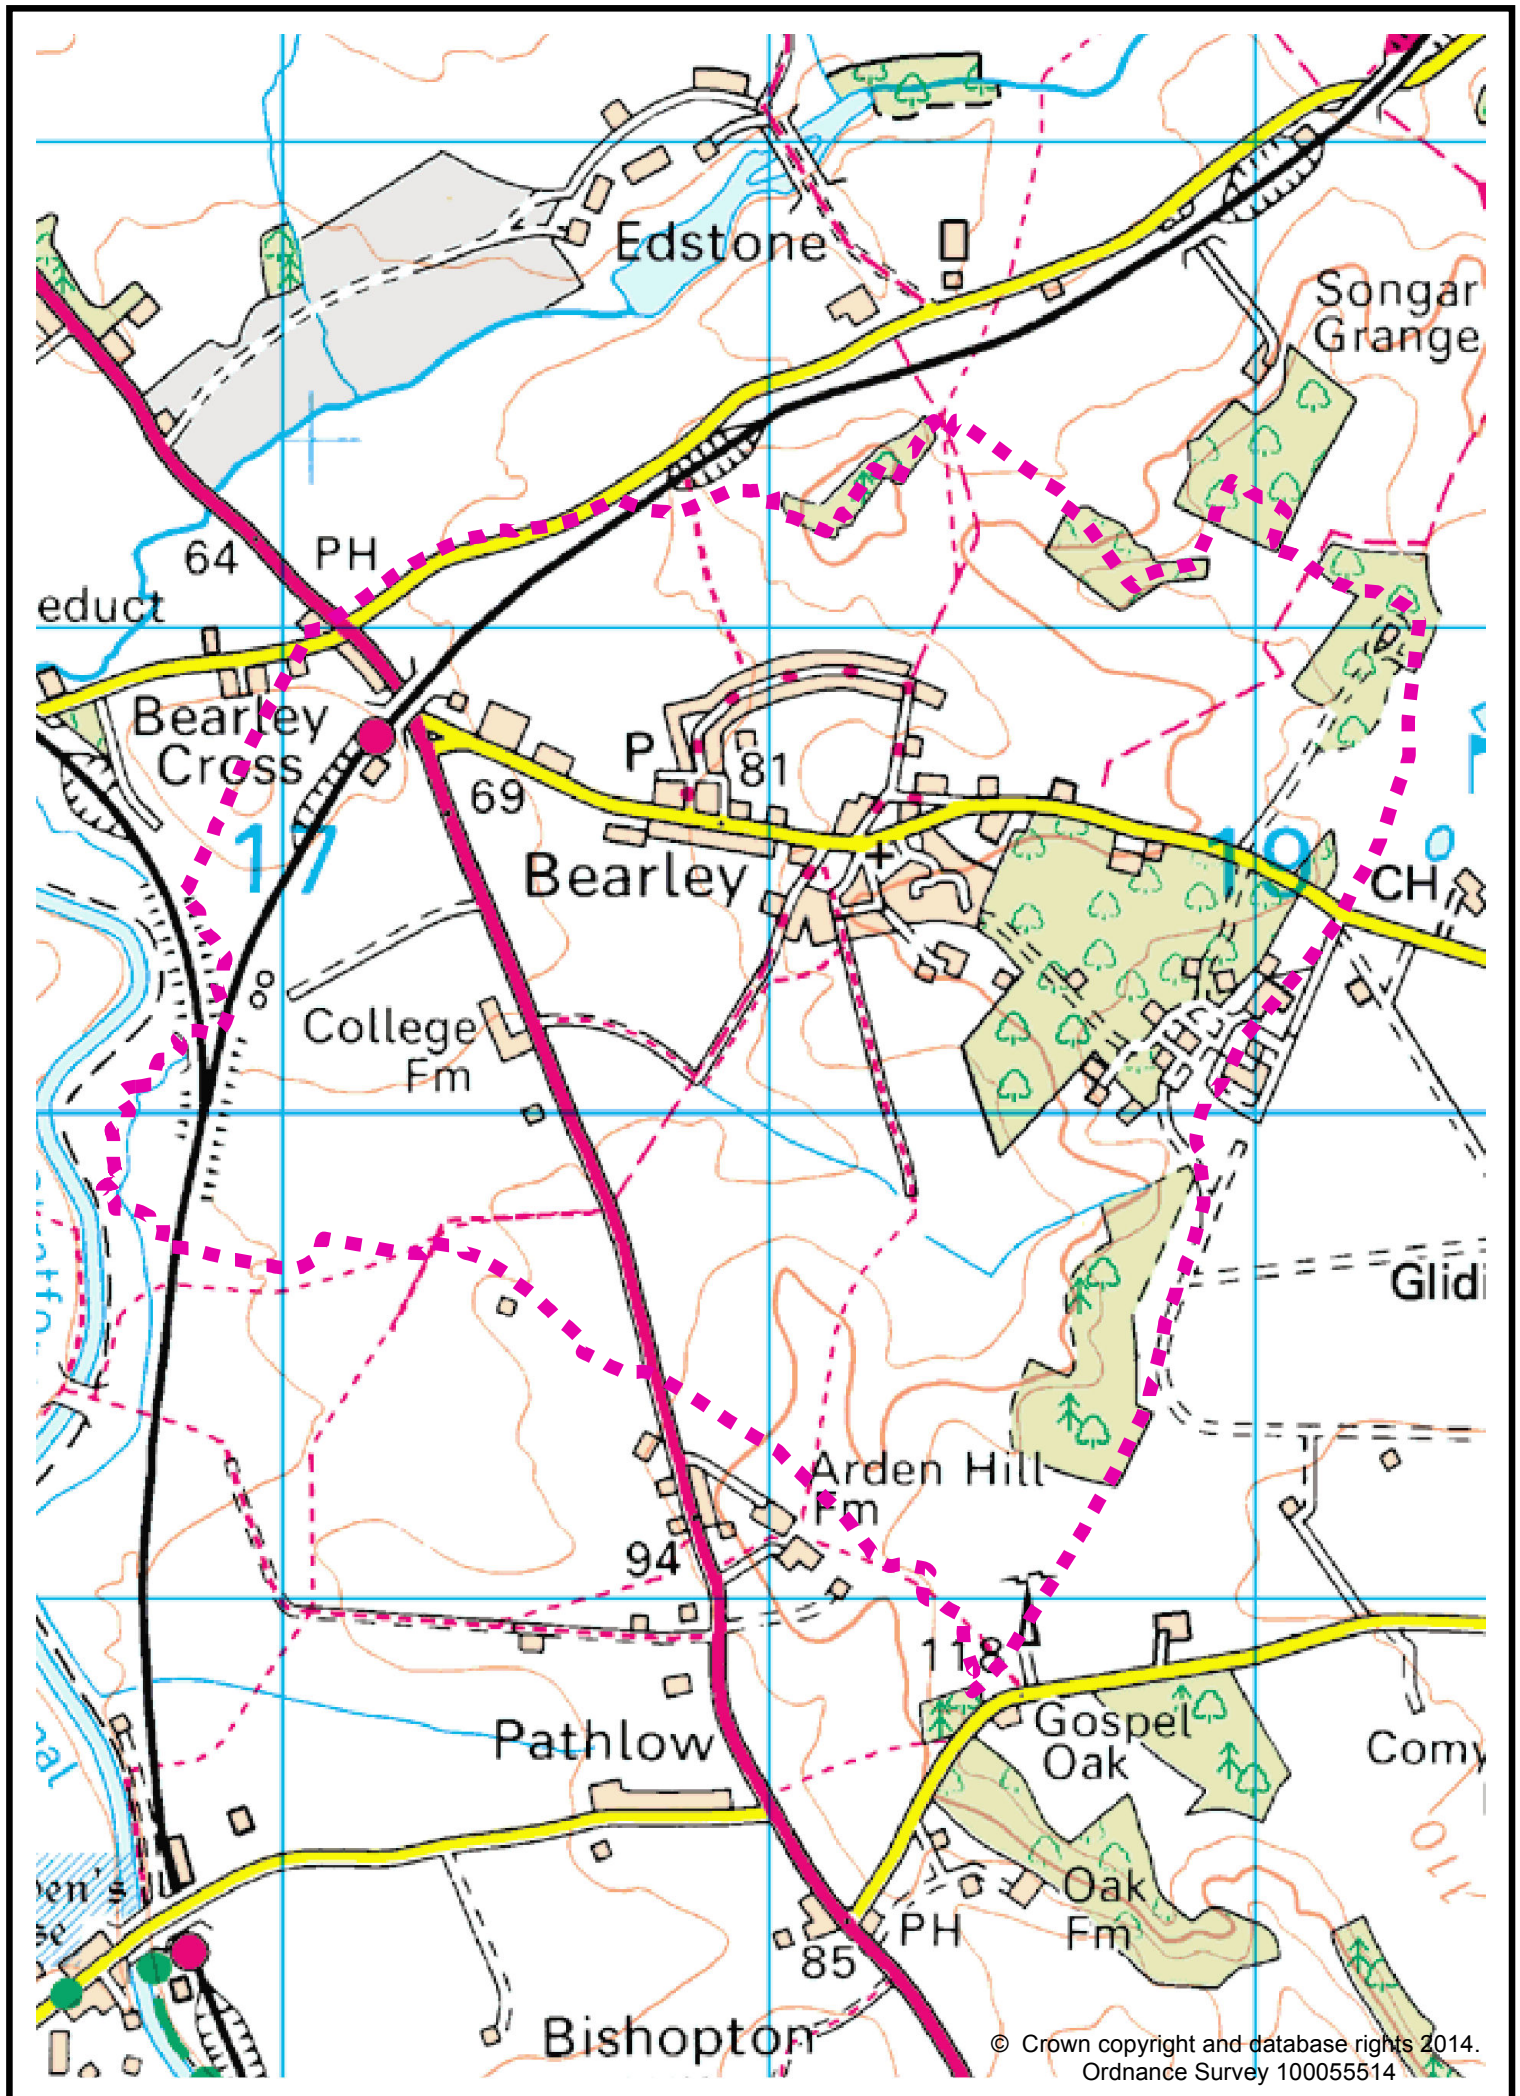 Edstone
Songar
Grange
64
PH
educt
Bearley
Cross
69
P
81
17
19
Bearley
CH
College
Fm
Glidi
Arden Hill
Fm
94
118
Gospel
Oak
Pathlow
Comy
110
Oak
Fm
PH
85
Bishopton
© Crown copyright and database rights 2014.
Ordnance Survey 100055514